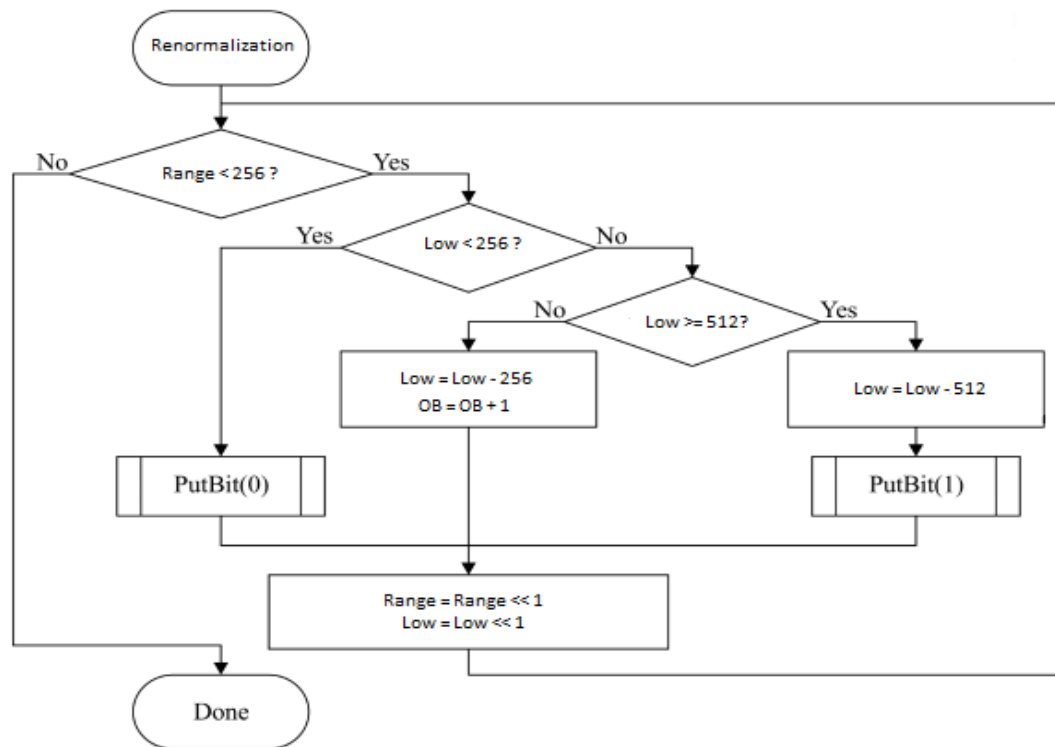 Renormalization
No
Yes
Range < 256 ?
Yes
Low < 256 ?
No
No
Low >= 512?
Yes
Low = Low - 256
OB = OB + 1
Low = Low - 512
PutBit(0)
PutBit(1)
Range = Range << 1
Low = Low << 1
Done